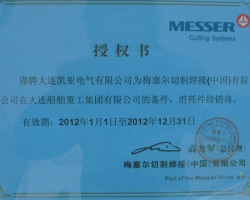 MESSER
Cutting Systems
授权书
谨聘大连凯亚电气有限公司为梅塞尔切割焊接(中国)有限
公司在大连船舶重工集团有限公司的备件、消耗件经销商。
有效期：2012年1月1日至2012年12月31日
(总经理)
梅塞尔切割焊接(中国)有限公司
Part of the Messer World